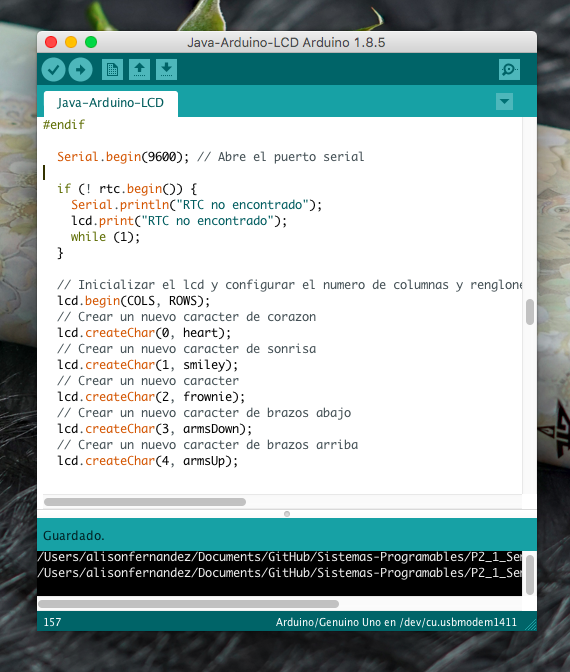 Java-Arduino-LCD Arduino 1.8.5
Java-Arduino-LCD
#endif
Serial.begin(9600); // Abre el puerto serial
if (! rtc.begin()) {
Serial.println("RTC no encontrado");
lcd.print("RTC no encontrado");
while (1);
}
// Inicializar el lcd y configurar el numero de columnas y renglone
lcd.begin(COLS, ROWS);
// Crear un nuevo caracter de corazon
lcd.createChar(0, heart);
// Crear un nuevo caracter de sonrisa
lcd.createChar(1, smiley);
// Crear un nuevo caracter
lcd.createChar(2, frownie);
// Crear un nuevo caracter de brazos abajo
lcd.createChar(3, armsDown);
// Crear un nuevo caracter de brazos arriba
lcd.createChar(4, armsUp);
Guardado.
/Users/alisonfernandez/Documents/GitHub/Sistemas-Programables/P2_1_Sen
/Users/alisonfernandez/Documents/GitHub/Sistemas-Programables/P2_1_Sen
157
Arduino/Genuino Uno en /dev/cu.usbmodem1411